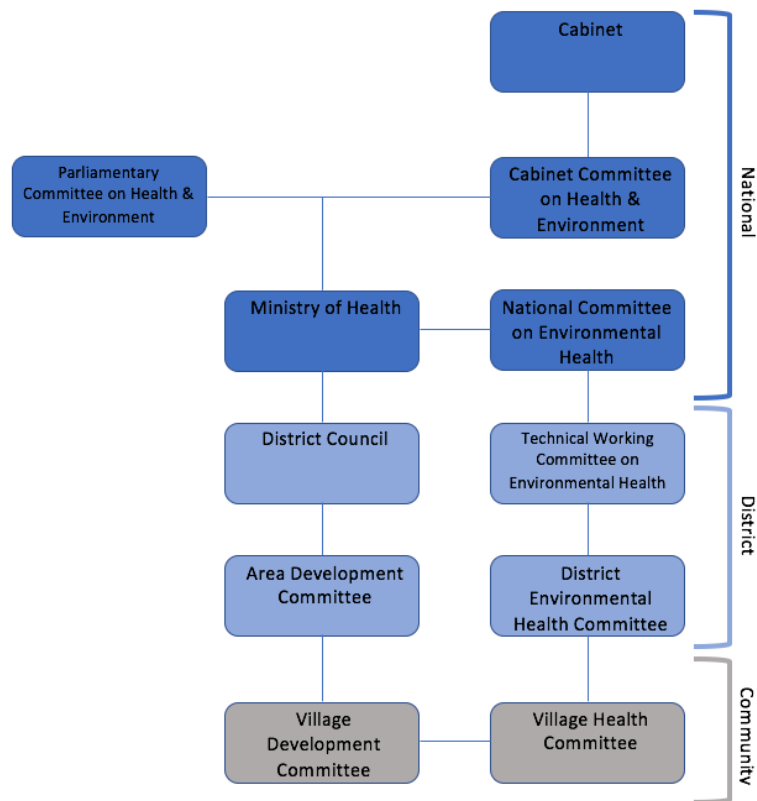 Cabinet
Parliamentary
Committee on Health &
Environment
Cabinet Committee
on Health &
Environment
National
Ministry of Health
National Committee
on Environmental
Health
District Council
Technical Working
Committee on
Environmental Health
District
Area Development
Committee
District
Environmental
Health Committee
Village
Development
Committee
Village Health
Committee
Community